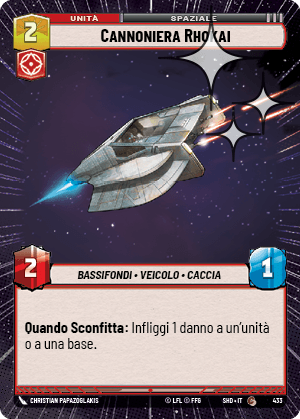 UNITÀ
SPAZIALE
2
CANNONIERA RHOKAI
2
BASSIFONDI • VEICOLO • CACCIA
1
Quando Sconfitta: Infliggi 1 danno a un'unità
o a una base.
CHRISTIAN PAPAZOGLAKIS
© LFL © FFG
SHD • IT
433